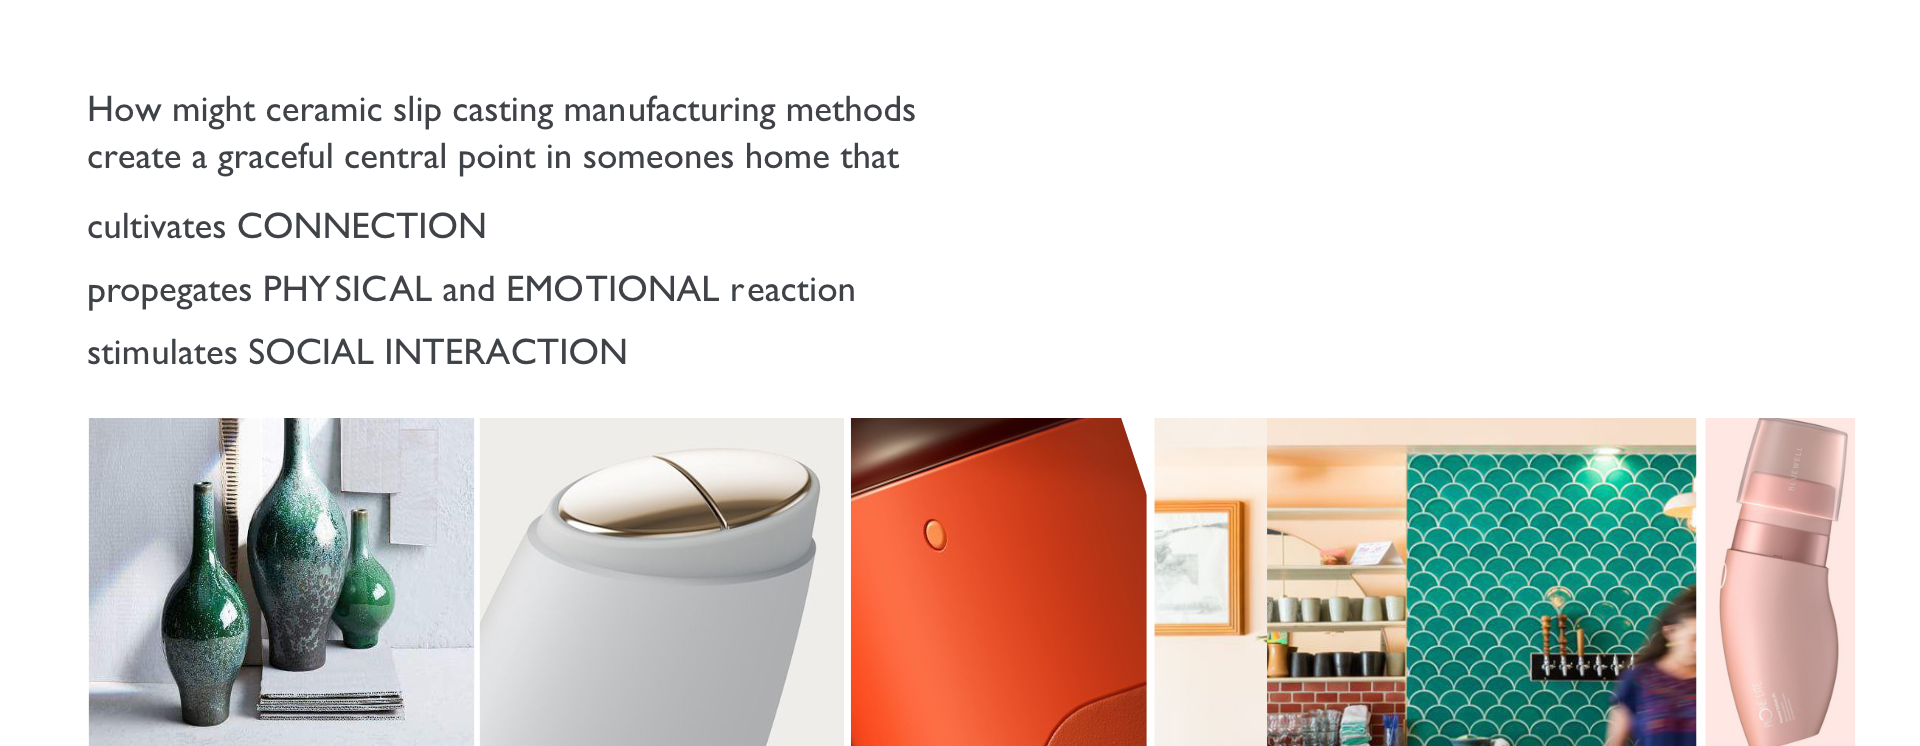 How might ceramic slip casting manufacturing methods
create a graceful central point in someones home that
cultivates CONNECTION
propegates PHYSICAL and EMOTIONAL reaction
stimulates SOCIAL INTERACTION